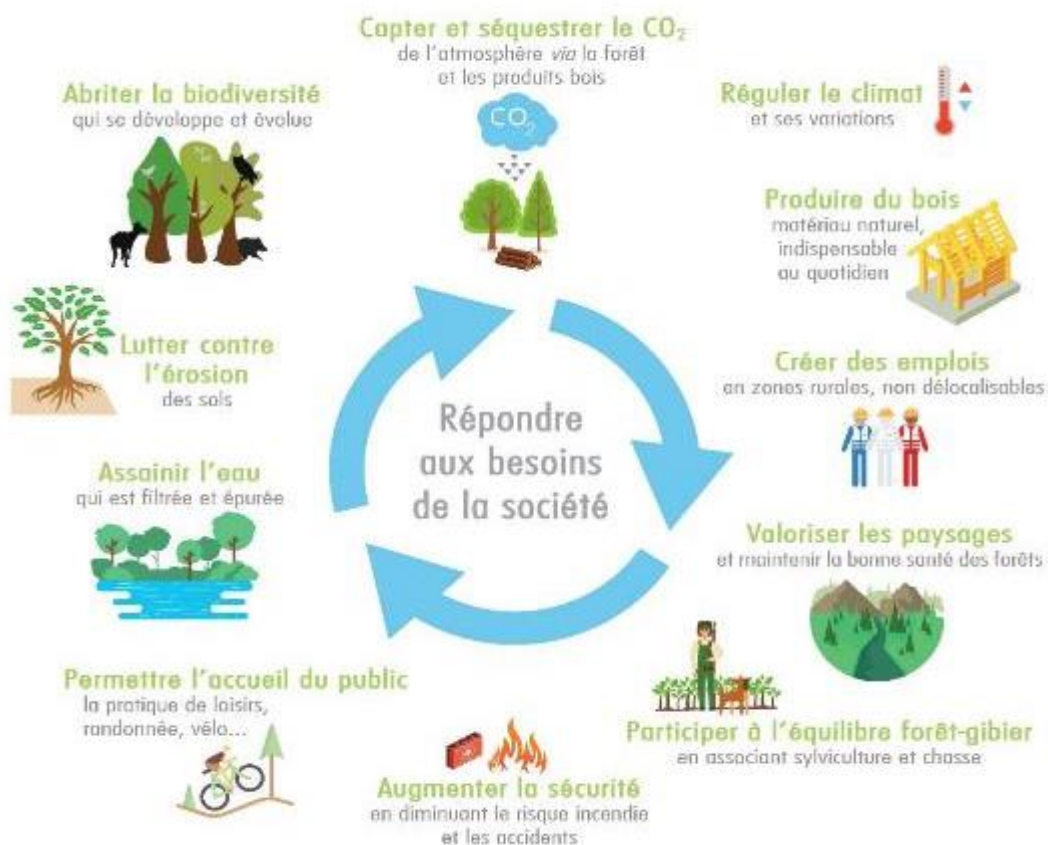 Capter et séquestrer le CO₂
de l'atmosphère via la forêt
et les produits bois
CO₂
Réguler le climat
et ses variations
Produire du bois
matériau naturel,
indispensable
au quotidien
Créer des emplois
en zones rurales, non délocalisables
Valoriser les paysages
et maintenir la bonne santé des forêts
Participer à l'équilibre forêt-gibier
en associant sylviculture et chasse
Augmenter la sécurité
en diminuant le risque incendie
et les accidents
Permettre l'accueil du public
la pratique de loisirs,
randonnée, vélo...
Assainir l'eau
qui est filtrée et épurée
Lutter contre
l'érosion
des sols
Abriter la biodiversité
qui se développe et évolue
Répondre
aux besoins
de la société